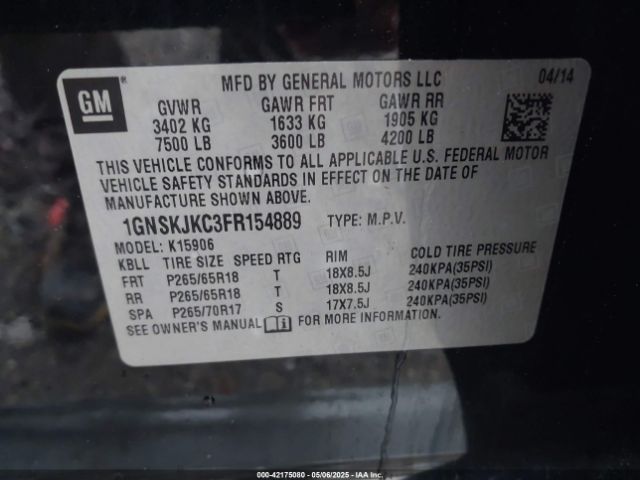 GM
MFD BY GENERAL MOTORS LLC 04/14
GVWR GAWR FRT GAWR RR
3402 KG 1633 KG 1905 KG
7500 LB 3600 LB 4200 LB
THIS VEHICLE CONFORMS TO ALL APPLICABLE U.S. FEDERAL MOTOR
VEHICLE SAFETY STANDARDS IN EFFECT ON THE DATE OF
MANUFACTURE SHOWN ABOVE.
1GNSKJKC3FR154889 TYPE: M.P.V.
MODEL: K15906
KBLL TIRE SIZE SPEED RTG RIM COLD TIRE PRESSURE
FRT P265/65R18 T 18X8.5J 240KPA(35PSI)
RR P265/65R18 T 18X8.5J 240KPA(35PSI)
SPA P265/70R17 S 17X7.5J 240KPA(35PSI)
SEE OWNER'S MANUAL FOR MORE INFORMATION.
000-42175080 - 05/06/2025 - IAAI.COM